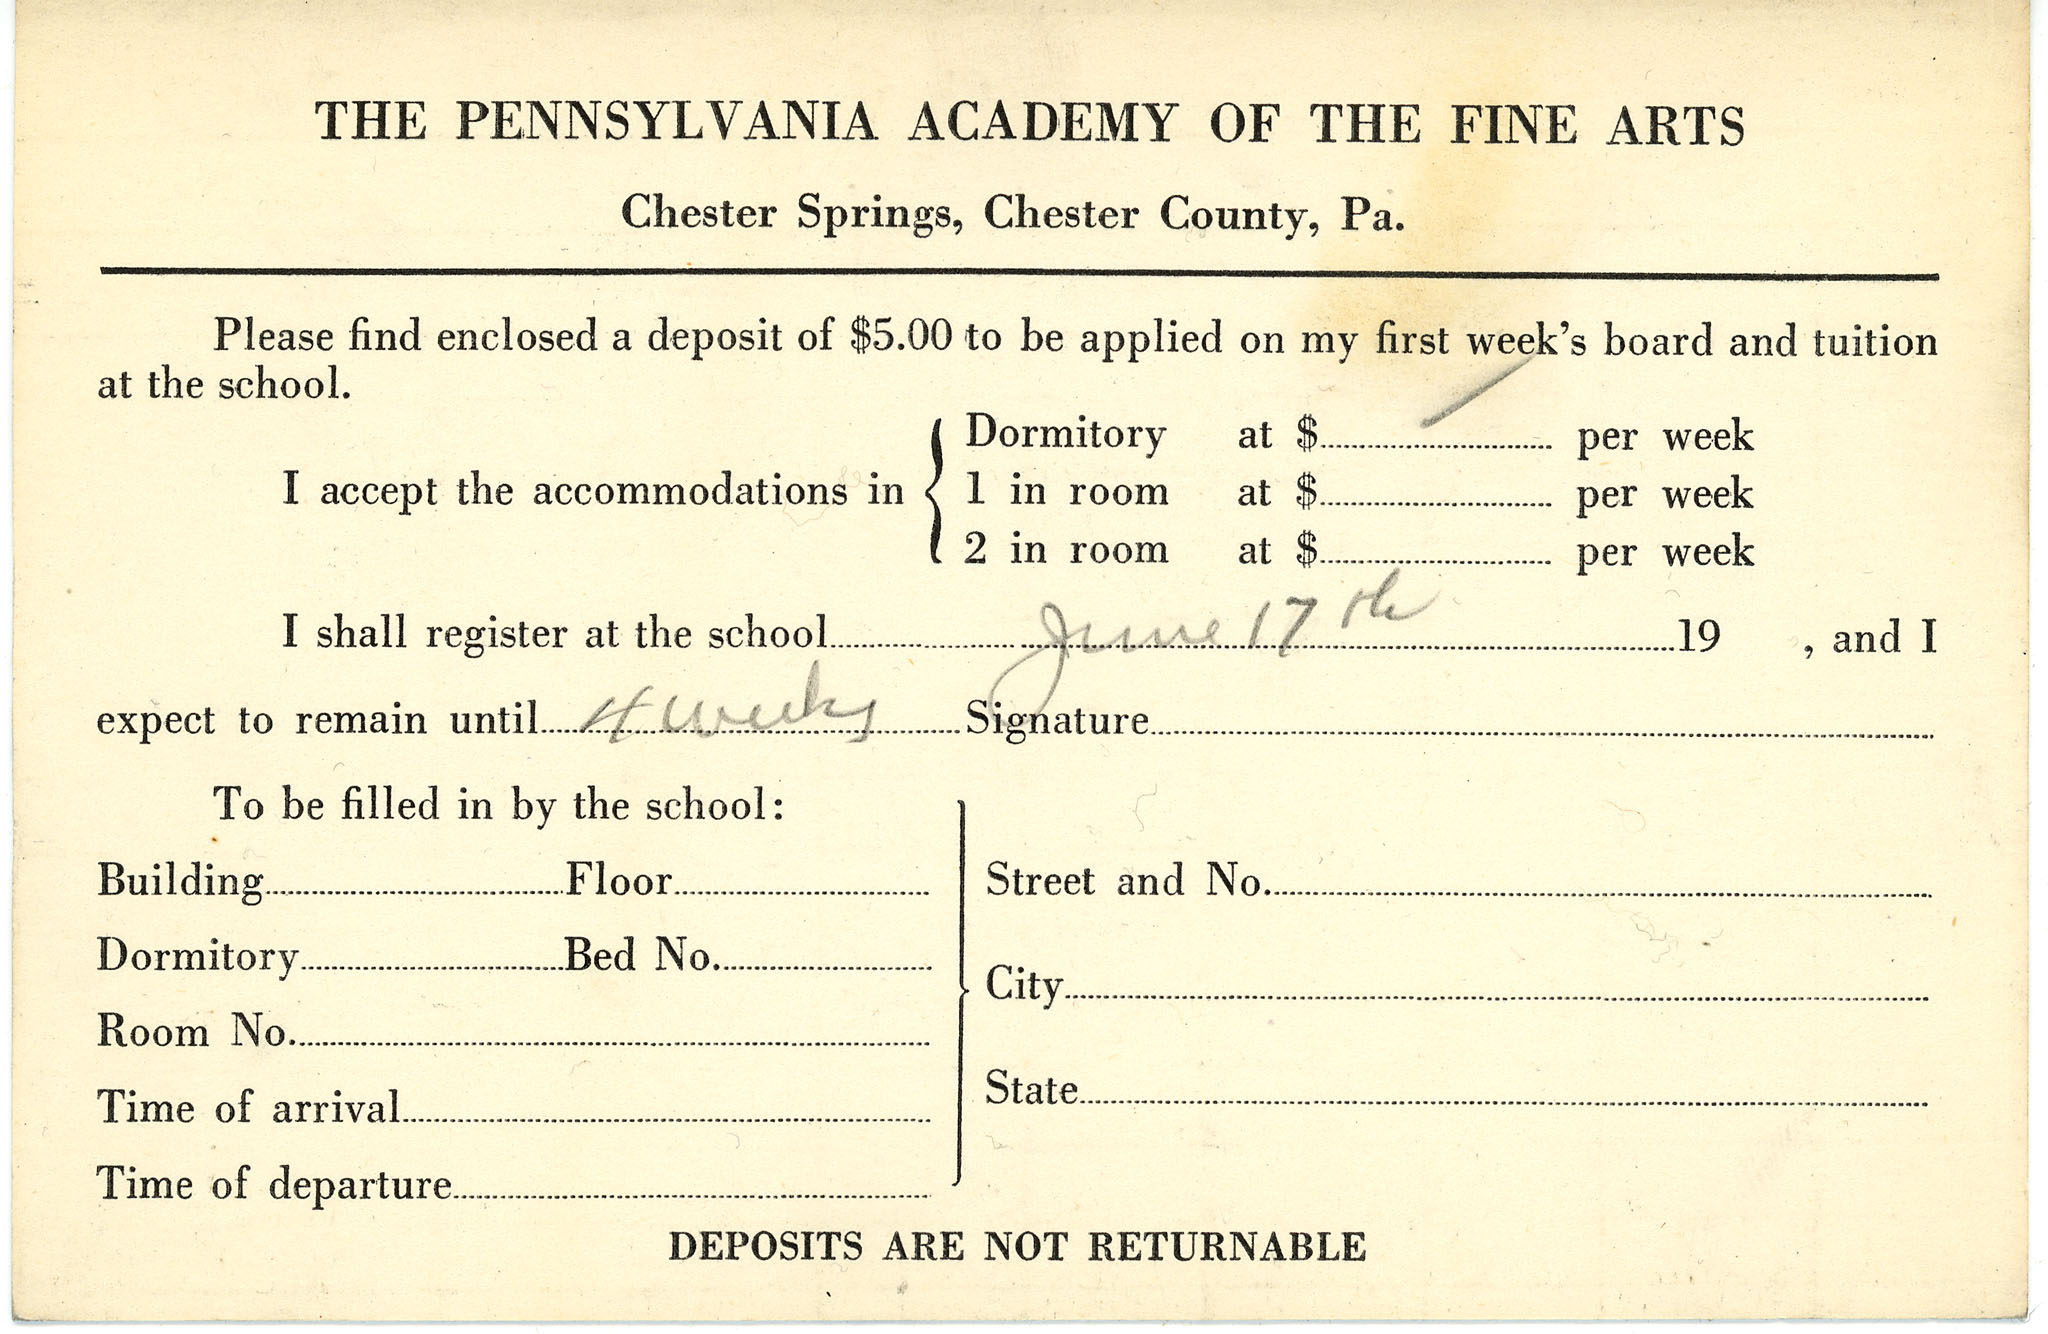 THE PENNSYLVANIA ACADEMY OF THE FINE ARTS
Chester Springs, Chester County, Pa.
Please find enclosed a deposit of $5.00 to be applied on my first week's board and tuition
at the school.
Dormitory at $ per week
I accept the accommodations in 1 in room at $ per week
2 in room at $ per week
I shall register at the school June 17th 19 , and I
expect to remain until 4 weeks Signature
To be filled in by the school:
Building Floor Street and No.
Dormitory Bed No.
City
Room No.
State
Time of arrival
Time of departure
DEPOSITS ARE NOT RETURNABLE